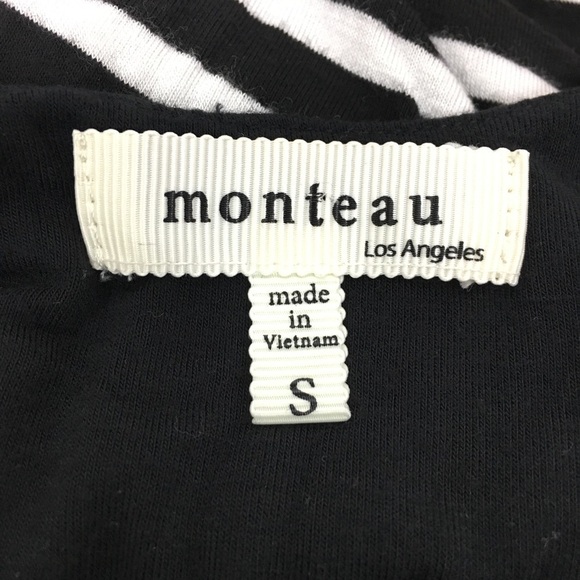 monteau
Los Angeles
made
in
Vietnam
S